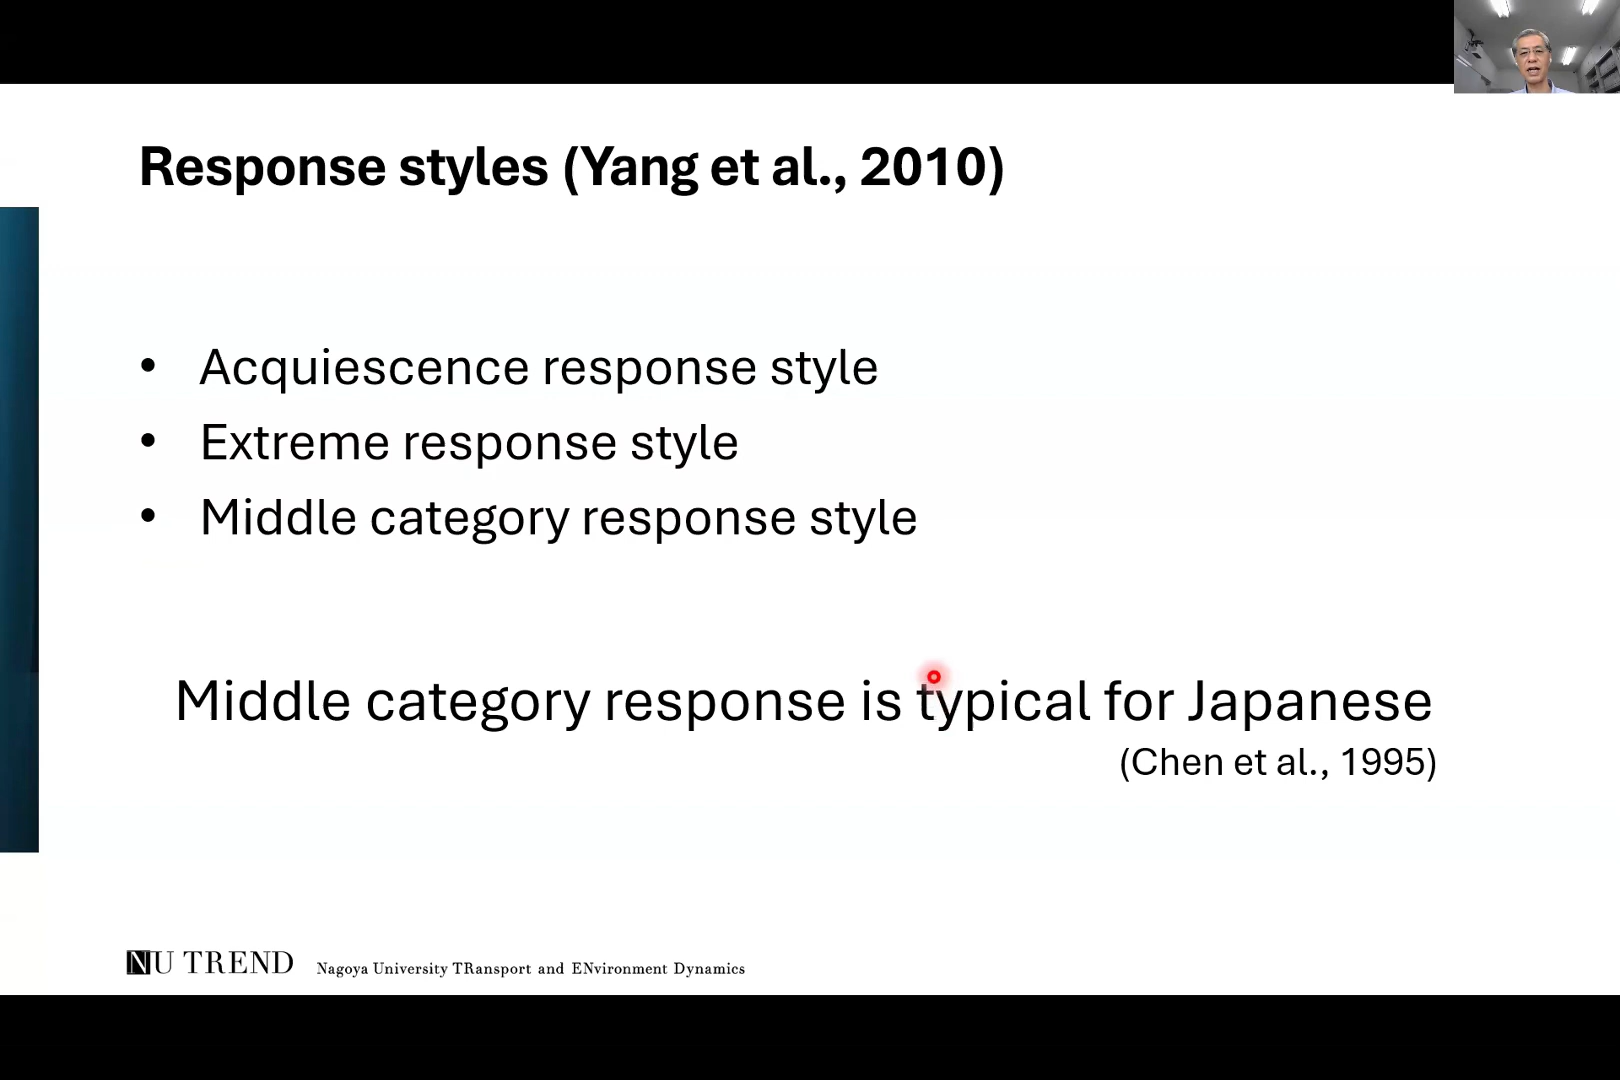 Response styles (Yang et al., 2010)
• Acquiescence response style
• Extreme response style
• Middle category response style
Middle category response is typical for Japanese
(Chen et al., 1995)
NU TREND Nagoya University TRansport and ENvironment Dynamics